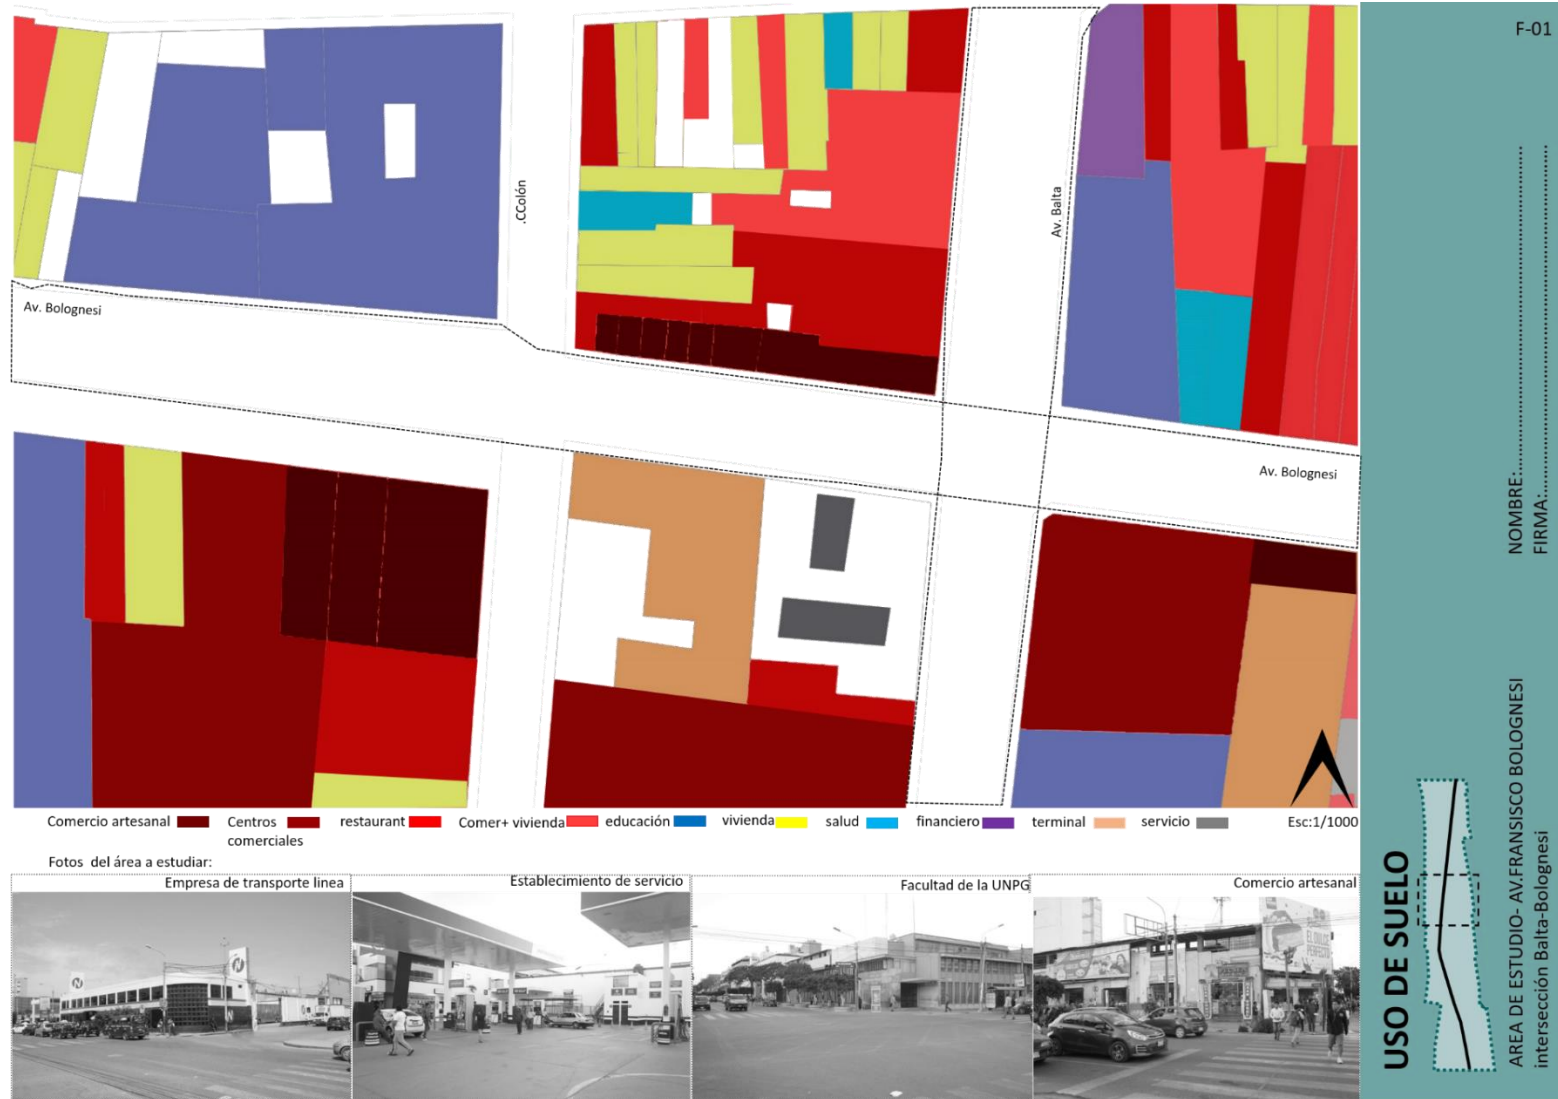 F-01
.CColón
Av. Balta
Av. Bolognesi
Av. Bolognesi
NOMBRE:..............................
FIRMA:..............................
Comercio artesanal
Centros
comerciales
restaurant
Comer+ vivienda
educación
vivienda
salud
financiero
terminal
servicio
Esc:1/1000
Fotos del área a estudiar:
Empresa de transporte linea
Establecimiento de servicio
Facultad de la UNPG
Comercio artesanal
USO DE SUELO
AREA DE ESTUDIO- AV.FRANSISCO BOLOGNESI
intersección Balta-Bolognesi
N
N